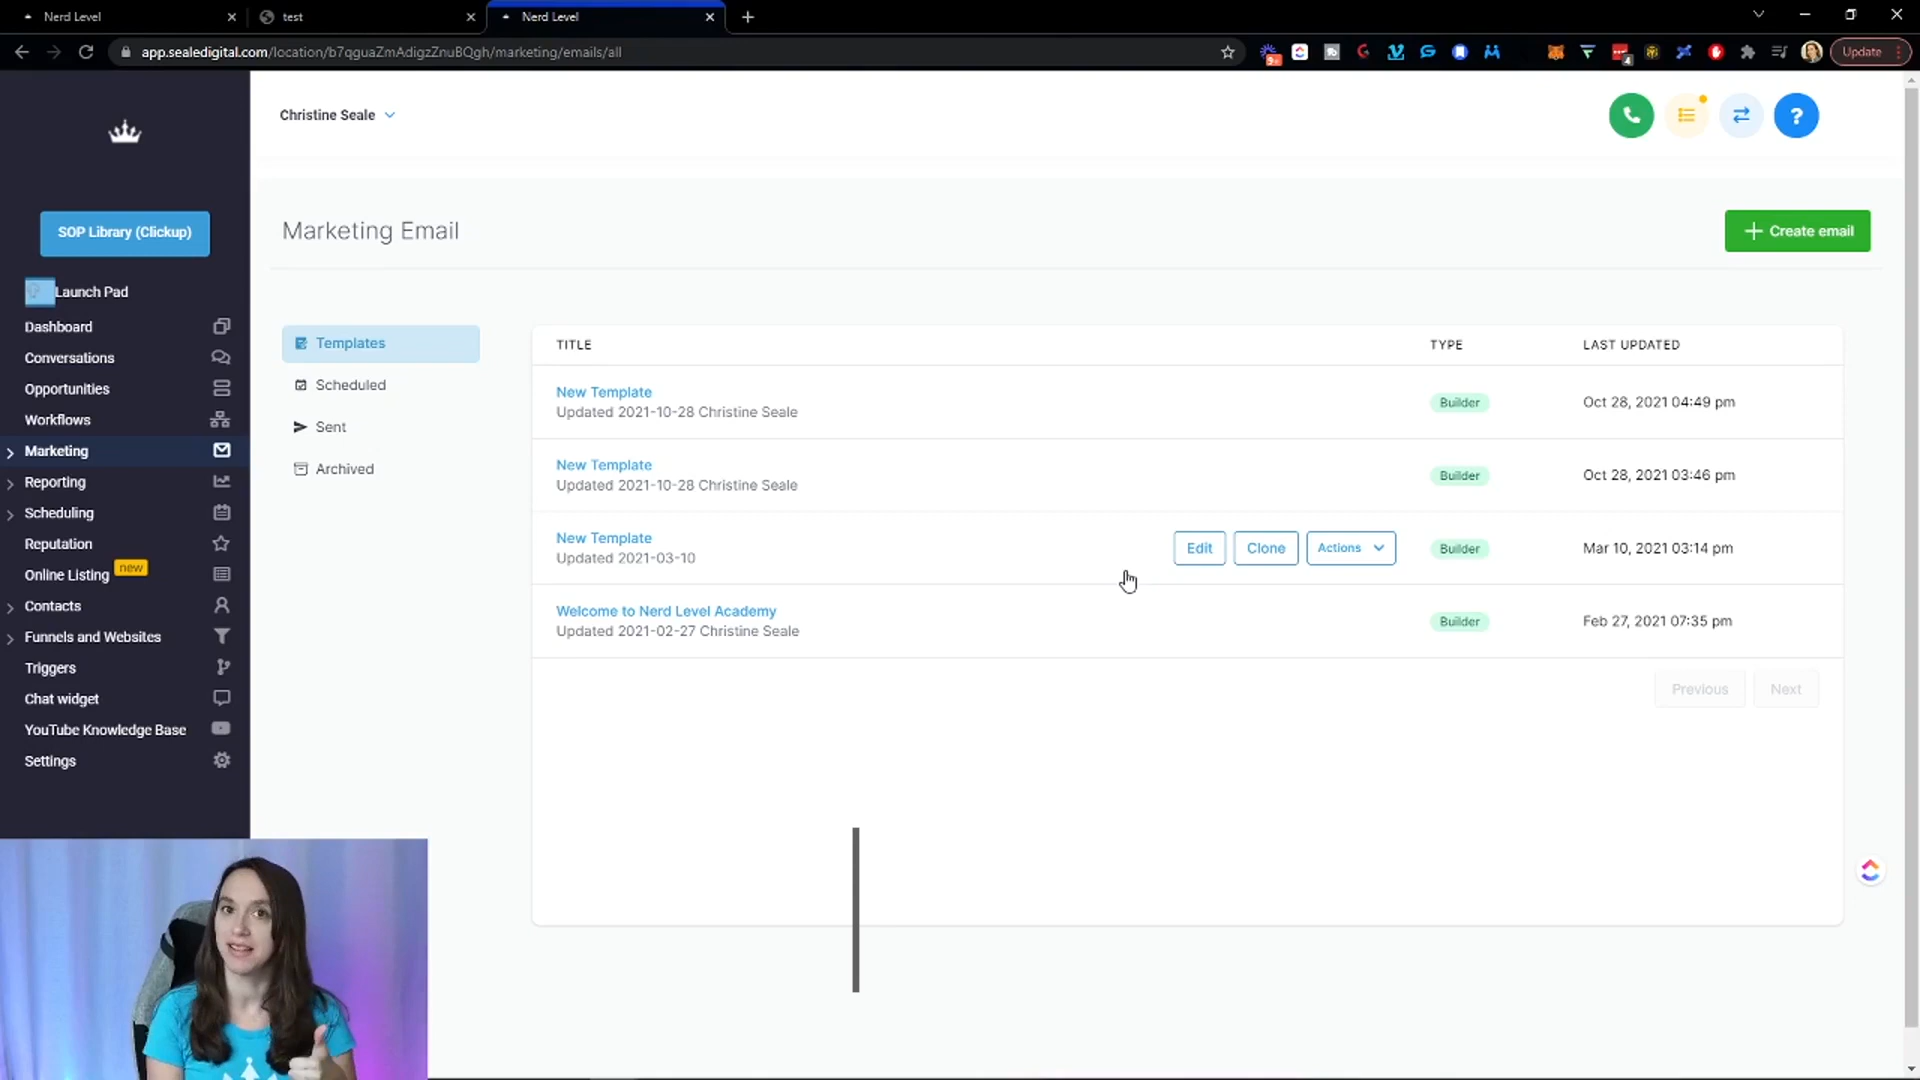 Nerd Level
test
Nerd Level
app.sealedigital.com/location/b7qguaZmAdigzZnuBQgh/marketing/emails/all
9+
4
Update
Christine Seale
?
SOP Library (Clickup)
Launch Pad
Dashboard
Conversations
Opportunities
Workflows
Marketing
Reporting
Scheduling
Reputation
Online Listing new
Contacts
Funnels and Websites
Triggers
Chat widget
YouTube Knowledge Base
Settings
Marketing Email
Create email
Templates
Scheduled
Sent
Archived
TITLE TYPE LAST UPDATED
New Template
Updated 2021-10-28 Christine Seale
Builder Oct 28, 2021 04:49 pm
New Template
Updated 2021-10-28 Christine Seale
Builder Oct 28, 2021 03:46 pm
New Template
Updated 2021-03-10
Edit Clone Actions Builder Mar 10, 2021 03:14 pm
Welcome to Nerd Level Academy
Updated 2021-02-27 Christine Seale
Builder Feb 27, 2021 07:35 pm
Previous Next